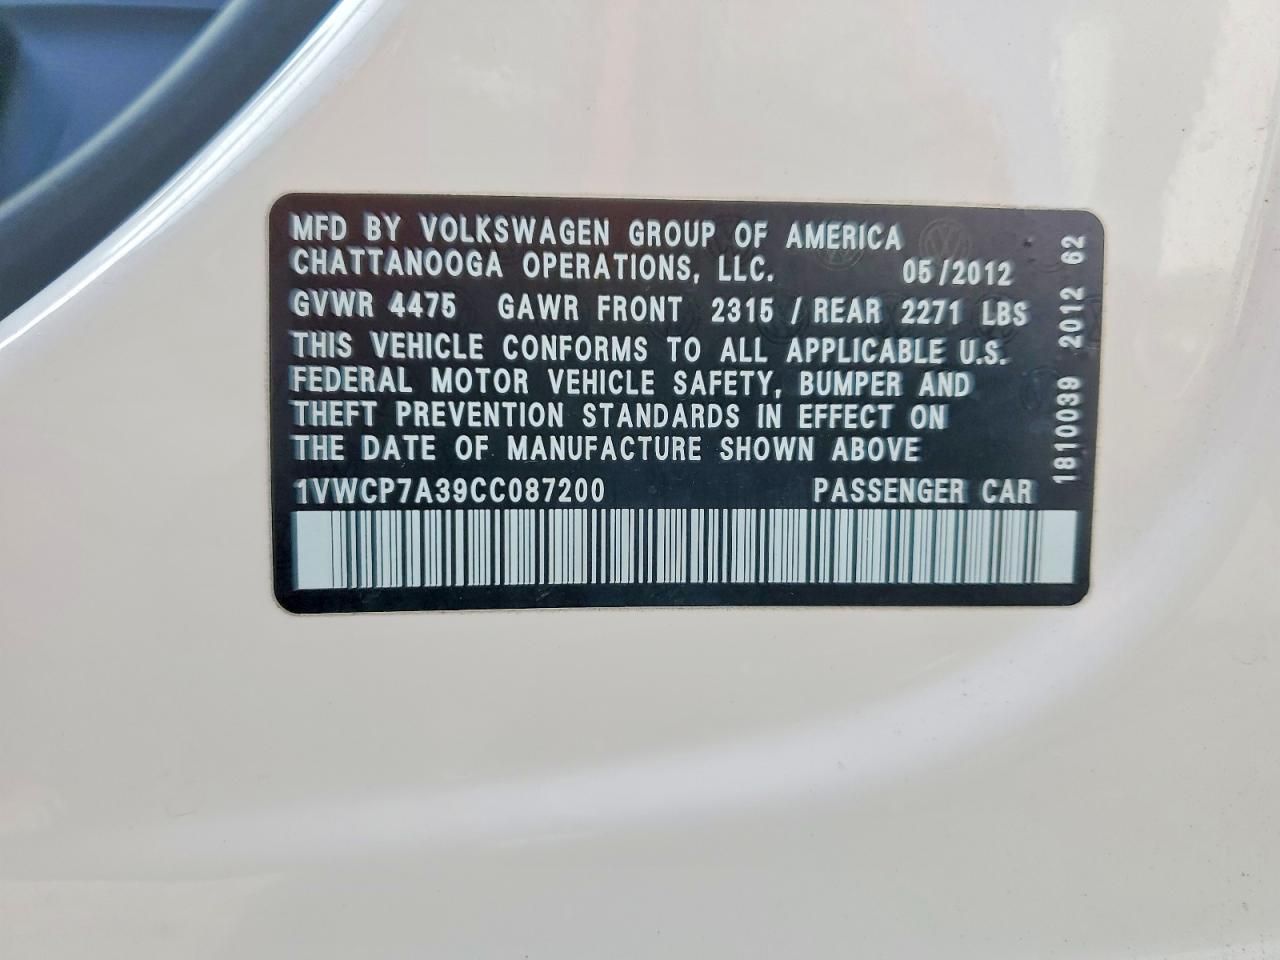 MFD BY VOLKSWAGEN GROUP OF AMERICA
CHATTANOOGA OPERATIONS, LLC. 05/2012
GVWR 4475 GAWR FRONT 2315 / REAR 2271 LBS
THIS VEHICLE CONFORMS TO ALL APPLICABLE U.S.
FEDERAL MOTOR VEHICLE SAFETY, BUMPER AND
THEFT PREVENTION STANDARDS IN EFFECT ON
THE DATE OF MANUFACTURE SHOWN ABOVE
1VWCP7A39CC087200 PASSENGER CAR
1810039 2012 62